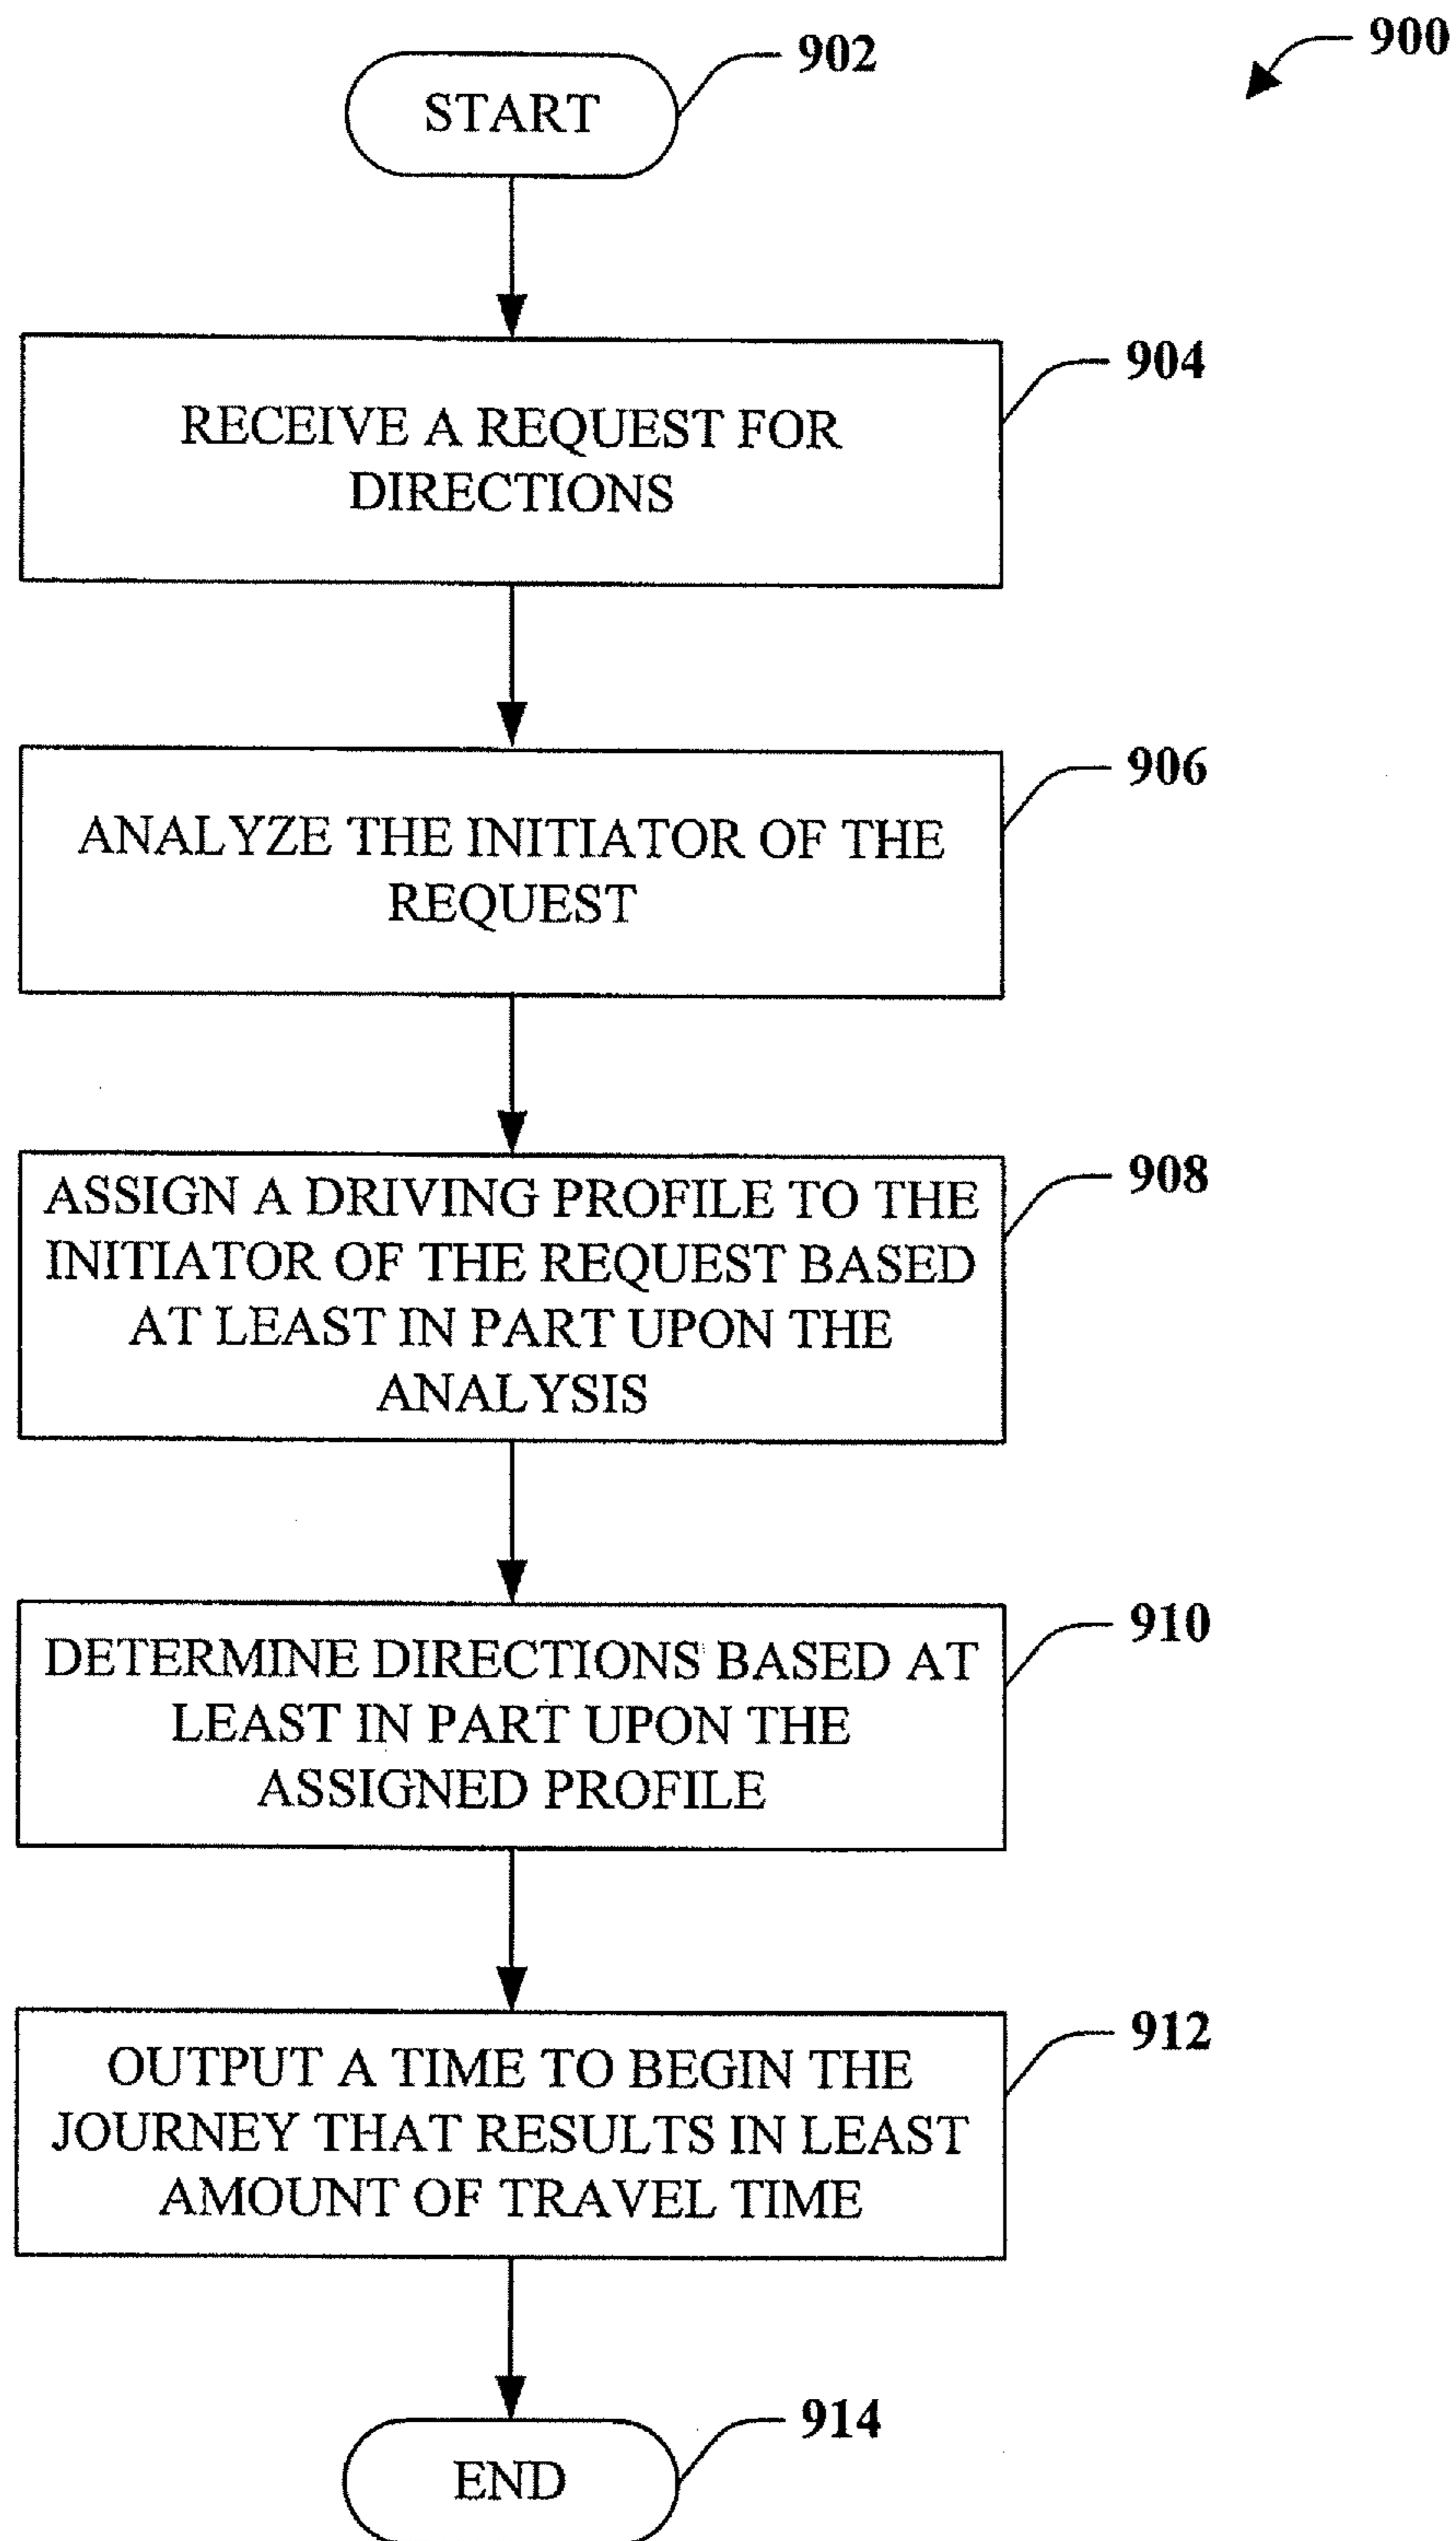 900
902
START
904
RECEIVE A REQUEST FOR
DIRECTIONS
906
ANALYZE THE INITIATOR OF THE
REQUEST
908
ASSIGN A DRIVING PROFILE TO THE
INITIATOR OF THE REQUEST BASED
AT LEAST IN PART UPON THE
ANALYSIS
910
DETERMINE DIRECTIONS BASED AT
LEAST IN PART UPON THE
ASSIGNED PROFILE
912
OUTPUT A TIME TO BEGIN THE
JOURNEY THAT RESULTS IN LEAST
AMOUNT OF TRAVEL TIME
914
END